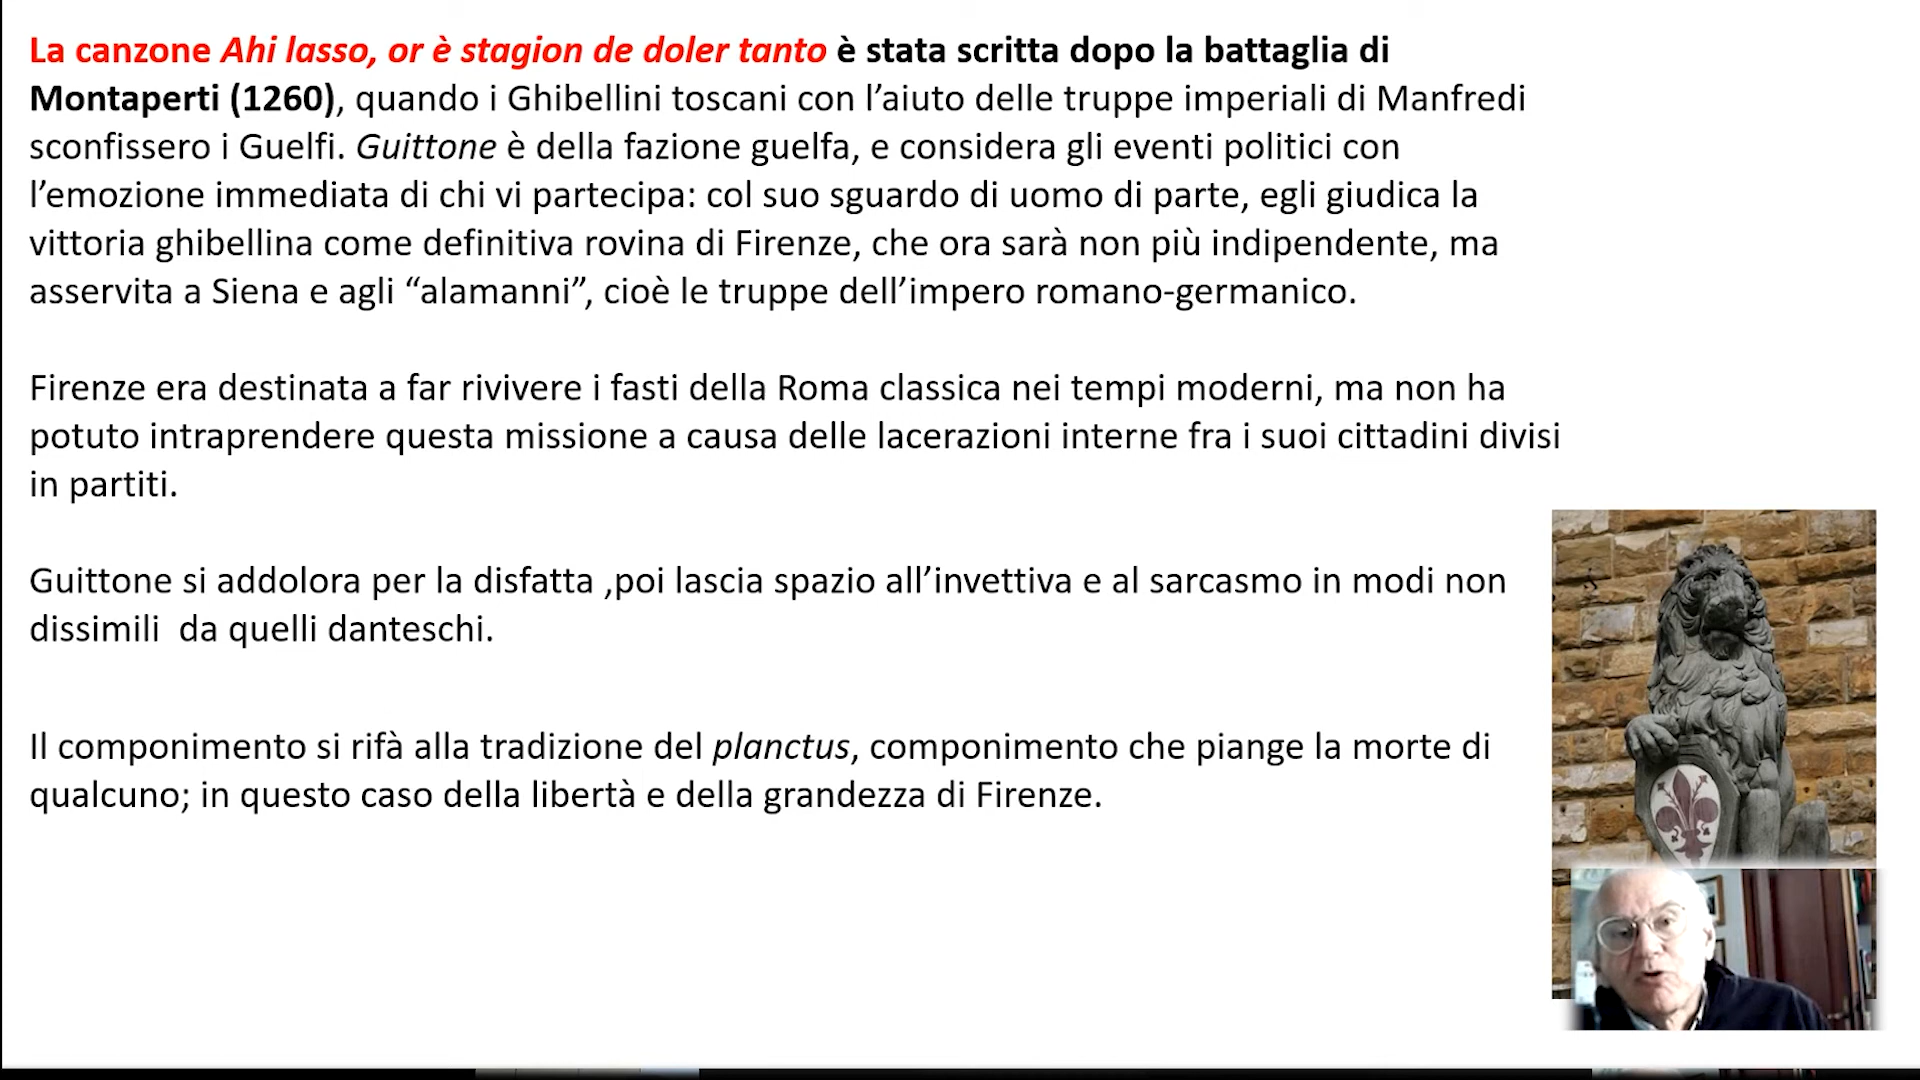 La canzone Ahi lasso, or è stagion de doler tanto è stata scritta dopo la battaglia di
Montaperti (1260), quando i Ghibellini toscani con l’aiuto delle truppe imperiali di Manfredi
sconfissero i Guelfi. Guittone è della fazione guelfa, e considera gli eventi politici con
l’emozione immediata di chi vi partecipa: col suo sguardo di uomo di parte, egli giudica la
vittoria ghibellina come definitiva rovina di Firenze, che ora sarà non più indipendente, ma
asservita a Siena e agli “alamanni”, cioè le truppe dell’impero romano-germanico.
Firenze era destinata a far rivivere i fasti della Roma classica nei tempi moderni, ma non ha
potuto intraprendere questa missione a causa delle lacerazioni interne fra i suoi cittadini divisi
in partiti.
Guittone si addolora per la disfatta ,poi lascia spazio all’invettiva e al sarcasmo in modi non
dissimili  da quelli danteschi.
Il componimento si rifà alla tradizione del planctus, componimento che piange la morte di
qualcuno; in questo caso della libertà e della grandezza di Firenze.